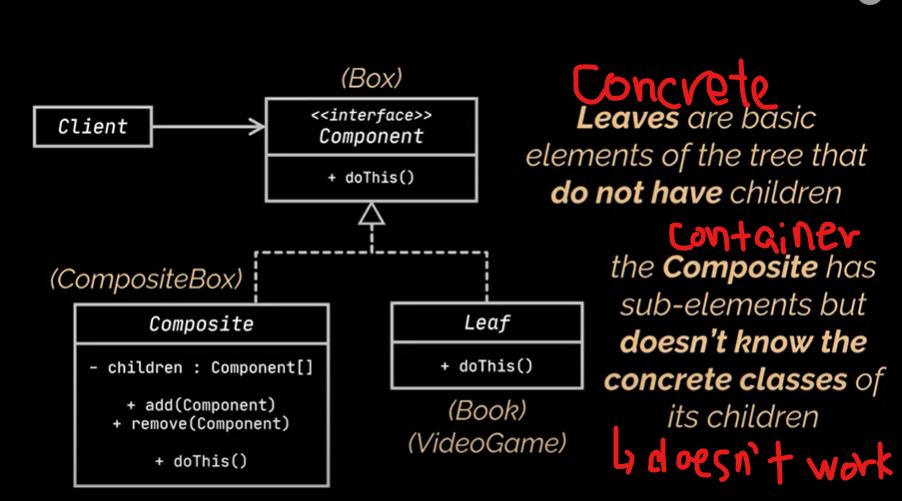 (Box)
Client
<<interface>>
Component
+ doThis()
(CompositeBox)
Composite
- children : Component[]
+ add(Component)
+ remove(Component)
+ doThis()
Leaf
+ doThis()
(Book)
(VideoGame)
Concrete
Leaves are basic
elements of the tree that
do not have children
container
the Composite has
sub-elements but
doesn't know the
concrete classes of
its children
↳ doesn't work